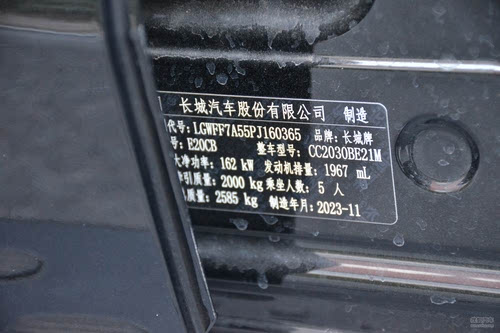 长城汽车股份有限公司 制造
代号:LGWFF7A55PJ160365 品牌:长城牌
号:E20CB 整车型号:CC2030BE21M
大净功率:162 kW 发动机排量:1967 mL
牵引质量:2000 kg 乘坐人数:5 人
质量:2585 kg 制造年月:2023-11